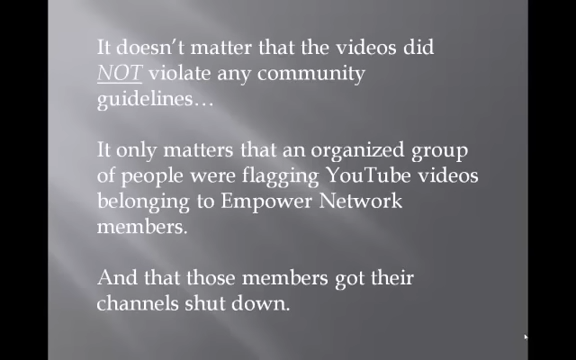 It doesn't matter that the videos did
NOT violate any community
guidelines…
It only matters that an organized group
of people were flagging YouTube videos
belonging to Empower Network
members.
And that those members got their
channels shut down.